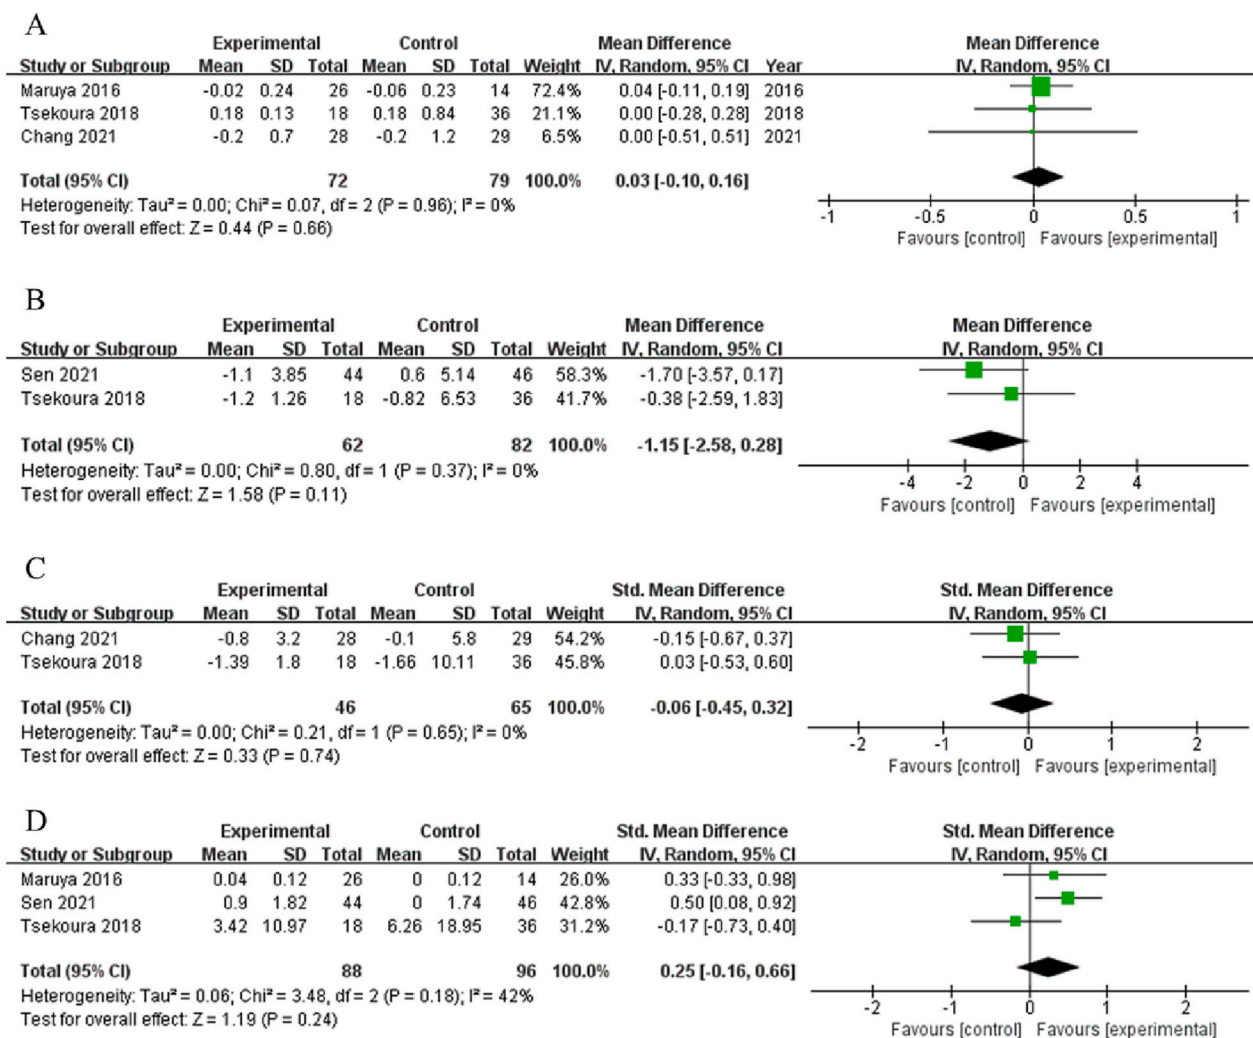 A
Experimental Control Mean Difference Mean Difference
Study or Subgroup Mean SD Total Mean SD Total Weight IV, Random, 95% CI Year IV, Random, 95% CI
Maruya 2016 -0.02 0.24 26 -0.06 0.23 14 72.4% 0.04 [-0.11, 0.19] 2016
Tsekoura 2018 0.18 0.13 18 0.18 0.84 36 21.1% 0.00 [-0.28, 0.28] 2018
Chang 2021 -0.2 0.7 28 -0.2 1.2 29 6.5% 0.00 [-0.51, 0.51] 2021
Total (95% CI) 72 79 100.0% 0.03 [-0.10, 0.16]
Heterogeneity: Tau² = 0.00; Chi² = 0.07, df = 2 (P = 0.96); I² = 0%
Test for overall effect: Z = 0.44 (P = 0.66)
-1 -0.5 0 0.5 1
Favours [control] Favours [experimental]
B
Experimental Control Mean Difference Mean Difference
Study or Subgroup Mean SD Total Mean SD Total Weight IV, Random, 95% CI IV, Random, 95% CI
Sen 2021 -1.1 3.85 44 0.6 5.14 46 58.3% -1.70 [-3.57, 0.17]
Tsekoura 2018 -1.2 1.26 18 -0.82 6.53 36 41.7% -0.38 [-2.59, 1.83]
Total (95% CI) 62 82 100.0% -1.15 [-2.58, 0.28]
Heterogeneity: Tau² = 0.00; Chi² = 0.80, df = 1 (P = 0.37); I² = 0%
Test for overall effect: Z = 1.58 (P = 0.11)
-4 -2 0 2 4
Favours [control] Favours [experimental]
C
Experimental Control Std. Mean Difference Std. Mean Difference
Study or Subgroup Mean SD Total Mean SD Total Weight IV, Random, 95% CI IV, Random, 95% CI
Chang 2021 -0.8 3.2 28 -0.1 5.8 29 54.2% -0.15 [-0.67, 0.37]
Tsekoura 2018 -1.39 1.8 18 -1.66 10.11 36 45.8% 0.03 [-0.53, 0.60]
Total (95% CI) 46 65 100.0% -0.06 [-0.45, 0.32]
Heterogeneity: Tau² = 0.00; Chi² = 0.21, df = 1 (P = 0.65); I² = 0%
Test for overall effect: Z = 0.33 (P = 0.74)
-2 -1 0 1 2
Favours [control] Favours [experimental]
D
Experimental Control Std. Mean Difference Std. Mean Difference
Study or Subgroup Mean SD Total Mean SD Total Weight IV, Random, 95% CI IV, Random, 95% CI
Maruya 2016 0.04 0.12 26 0 0.12 14 26.0% 0.33 [-0.33, 0.98]
Sen 2021 0.9 1.82 44 0 1.74 46 42.8% 0.50 [0.08, 0.92]
Tsekoura 2018 3.42 10.97 18 6.26 18.95 36 31.2% -0.17 [-0.73, 0.40]
Total (95% CI) 88 96 100.0% 0.25 [-0.16, 0.66]
Heterogeneity: Tau² = 0.06; Chi² = 3.48, df = 2 (P = 0.18); I² = 42%
Test for overall effect: Z = 1.19 (P = 0.24)
-2 -1 0 1 2
Favours [control] Favours [experimental]